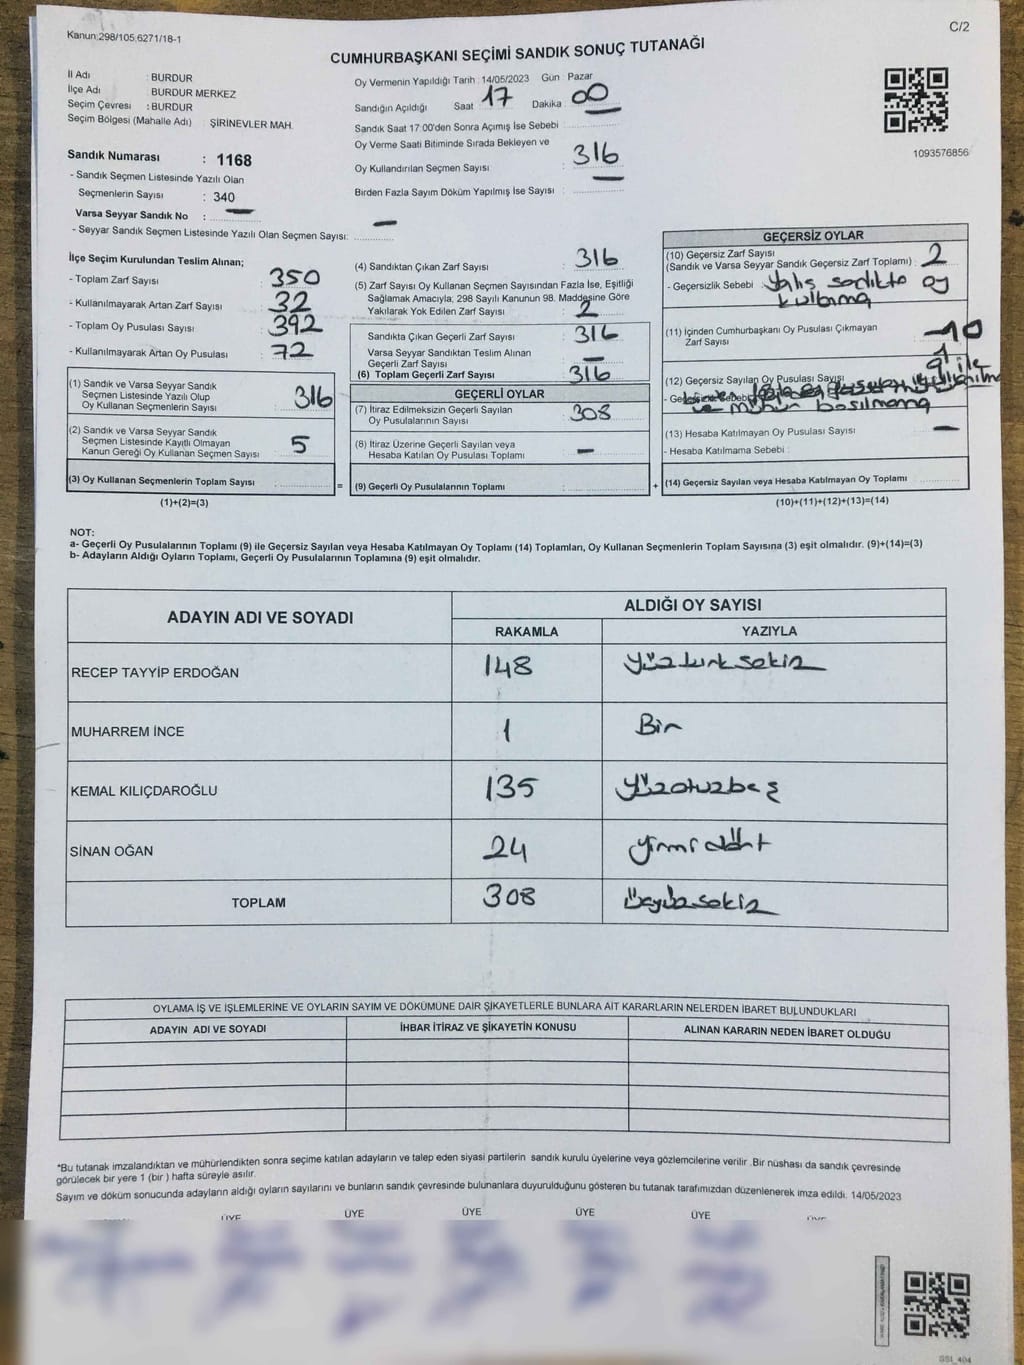 Kanun:298/105,6271/18-1
C/2
CUMHURBAŞKANI SEÇİMİ SANDIK SONUÇ TUTANAĞI
İl Adı : BURDUR
İlçe Adı : BURDUR MERKEZ
Seçim Çevresi : BURDUR
Seçim Bölgesi (Mahalle Adı) : ŞİRİNEVLER MAH.
Oy Vermenin Yapıldığı Tarih : 14/05/2023 Gün : Pazar
Sandığın Açıldığı Saat : 17 Dakika : 00
Sandık Saat 17:00'den Sonra Açımış İse Sebebi :
Oy Verme Saati Bitiminde Sırada Bekleyen ve
Oy Kullandırılan Seçmen Sayısı : 316
Birden Fazla Sayım Döküm Yapılmış İse Sayısı : —
1093576856
Sandık Numarası : 1168
- Sandık Seçmen Listesinde Yazılı Olan
Seçmenlerin Sayısı : 340
Varsa Seyyar Sandık No : —
- Seyyar Sandık Seçmen Listesinde Yazılı Olan Seçmen Sayısı: —
İlçe Seçim Kurulundan Teslim Alınan;
- Toplam Zarf Sayısı : 350
- Kullanılmayarak Artan Zarf Sayısı : 32
- Toplam Oy Pusulası Sayısı : 392
- Kullanılmayarak Artan Oy Pusulası : 72
(1) Sandık ve Varsa Seyyar Sandık
Seçmen Listesinde Yazılı Olup
Oy Kullanan Seçmenlerin Sayısı : 316
(2) Sandık ve Varsa Seyyar Sandık
Seçmen Listesinde Kayıtlı Olmayan
Kanun Gereği Oy Kullanan Seçmen Sayısı : 5
(3) Oy Kullanan Seçmenlerin Toplam Sayısı :
(1)+(2)=(3)
(4) Sandıktan Çıkan Zarf Sayısı : 316
(5) Zarf Sayısı Oy Kullanan Seçmen Sayısından Fazla İse, Eşitliği
Sağlamak Amacıyla, 298 Sayılı Kanunun 98. Maddesine Göre
Yakılarak Yok Edilen Zarf Sayısı : 2
Sandıkta Çıkan Geçerli Zarf Sayısı : 316
Varsa Seyyar Sandıktan Teslim Alınan
Geçerli Zarf Sayısı : —
(6) Toplam Geçerli Zarf Sayısı : 316
GEÇERLİ OYLAR
(7) İtiraz Edilmeksizin Geçerli Sayılan
Oy Pusulalarının Sayısı : 308
(8) İtiraz Üzerine Geçerli Sayılan veya
Hesaba Katılan Oy Pusulası Toplamı : —
= (9) Geçerli Oy Pusulalarının Toplamı :
GEÇERSİZ OYLAR
(10) Geçersiz Zarf Sayısı
(Sandık ve Varsa Seyyar Sandık Geçersiz Zarf Toplamı) : 2
- Geçersizlik Sebebi : Yalış sadıkta oy
kullanma
(11) İçinden Cumhurbaşkanı Oy Pusulası Çıkmayan
Zarf Sayısı : 10
(12) Geçersiz Sayılan Oy Pusulası Sayısı
ve mühür basılmama
(13) Hesaba Katılmayan Oy Pusulası Sayısı : —
- Hesaba Katılmama Sebebi :
+ (14) Geçersiz Sayılan veya Hesaba Katılmayan Oy Toplamı :
(10)+(11)+(12)+(13)=(14)
NOT:
a- Geçerli Oy Pusulalarının Toplamı (9) ile Geçersiz Sayılan veya Hesaba Katılmayan Oy Toplamı (14) Toplamları, Oy Kullanan Seçmenlerin Toplam Sayısına (3) eşit olmalıdır. (9)+(14)=(3)
b- Adayların Aldığı Oyların Toplamı, Geçerli Oy Pusulalarının Toplamına (9) eşit olmalıdır.
ADAYIN ADI VE SOYADI
ALDIĞI OY SAYISI
RAKAMLA YAZIYLA
RECEP TAYYİP ERDOĞAN 148 Yüzkırksekiz
MUHARREM İNCE 1 Bir
KEMAL KILIÇDAROĞLU 135 Yüzotuzbeş
SİNAN OĞAN 24 yirmi dört
TOPLAM 308 Üçyüzsekiz
OYLAMA İŞ VE İŞLEMLERİNE VE OYLARIN SAYIM VE DÖKÜMÜNE DAİR ŞİKAYETLERLE BUNLARA AİT KARARLARIN NELERDEN İBARET BULUNDUKLARI
ADAYIN ADI VE SOYADI İHBAR İTİRAZ VE ŞİKAYETİN KONUSU ALINAN KARARIN NEDEN İBARET OLDUĞU
*Bu tutanak imzalandıktan ve mühürlendikten sonra seçime katılan adayların ve talep eden siyasi partilerin sandık kurulu üyelerine veya gözlemcilerine verilir .Bir nüshası da sandık çevresinde
görülecek bir yere 1 (bir ) hafta süreyle asılır.
Sayım ve döküm sonucunda adayların aldığı oyların sayılarını ve bunların sandık çevresinde bulunanlara duyurulduğunu gösteren bu tutanak tarafımızdan düzenlenerek imza edildi. 14/05/2023
ÜYE ÜYE ÜYE ÜYE ÜYE